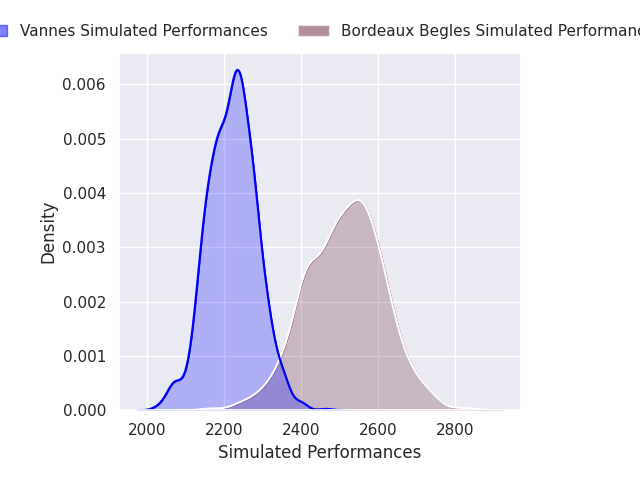 Vannes Simulated Performances
Bordeaux Begles Simulated
0.006
0.005
0.004
0.003
0.002
0.001
0.000
Density
2000 2200 2400 2600 2800
Simulated Performances